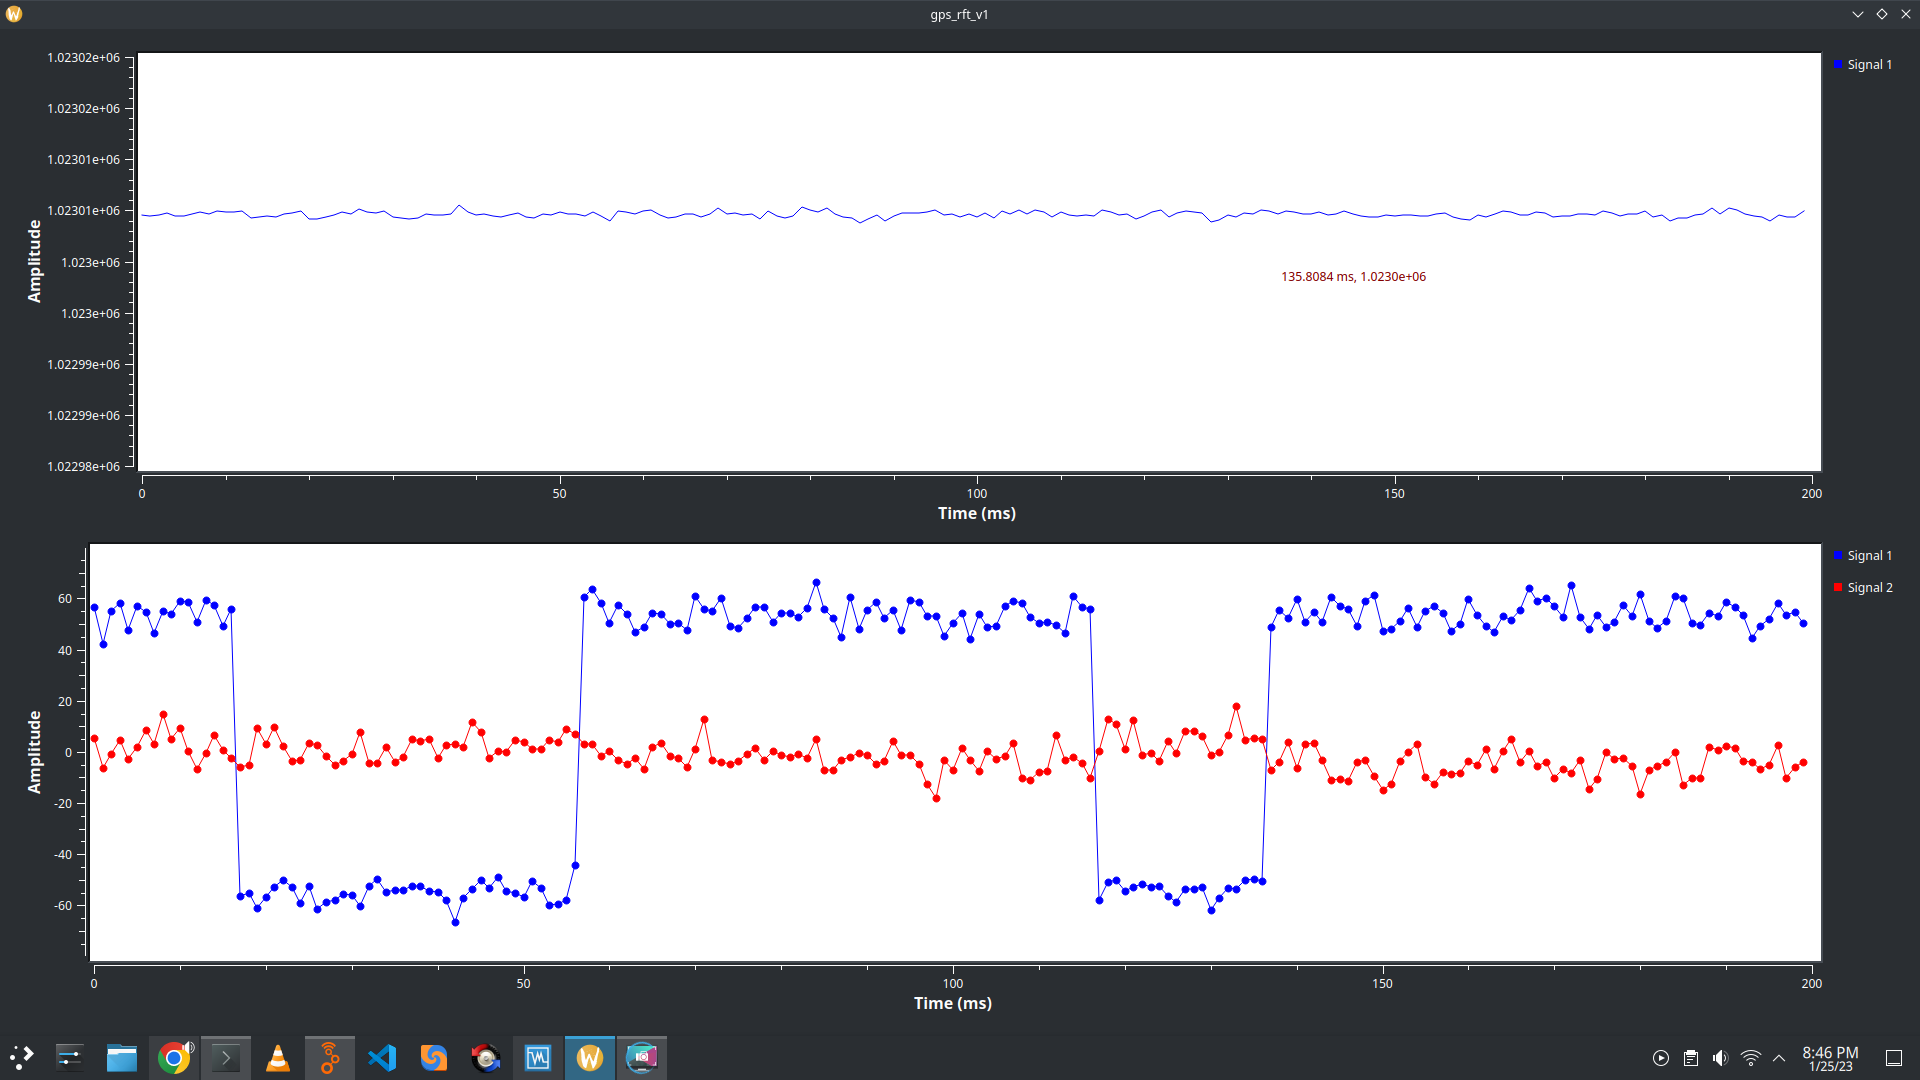 gps_rft_v1
1.02302e+06
1.02302e+06
1.02301e+06
1.02301e+06
1.023e+06
1.023e+06
1.02299e+06
1.02299e+06
1.02298e+06
Amplitude
Signal 1
135.8084 ms, 1.0230e+06
0 50 100 150 200
Time (ms)
60
40
20
0
-20
-40
-60
Amplitude
Signal 1
Signal 2
0 50 100 150 200
Time (ms)
8:46 PM
1/25/23